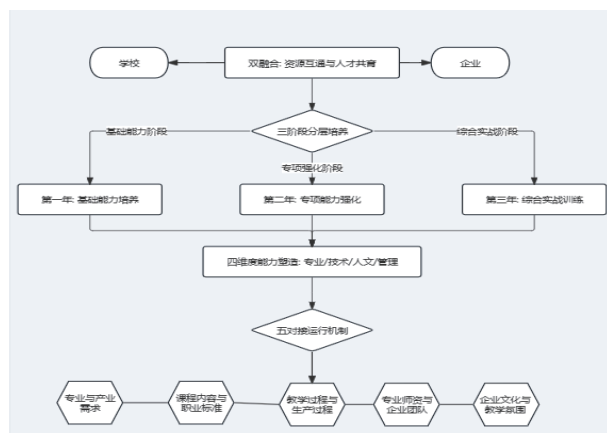 学校
双融合: 资源互通与人才共育
企业
三阶段分层培养
基础能力阶段
综合实战阶段
专项强化阶段
第一年: 基础能力培养
第二年: 专项能力强化
第三年: 综合实战训练
四维度能力塑造: 专业/技术/人文/管理
五对接运行机制
专业与产业
需求
课程内容与
职业标准
教学过程与
生产过程
专业师资与
企业团队
企业文化与
教学氛围